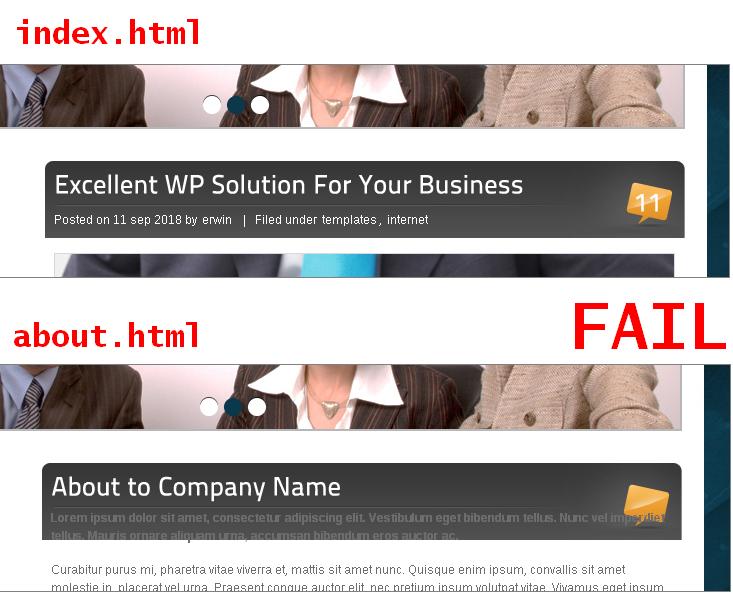 index.html
Excellent WP Solution For Your Business
11
Posted on 11 sep 2018 by erwin | Filed under templates, internet
about.html
FAIL
About to Company Name
Lorem ipsum dolor sit amet, consectetur adipiscing elit. Vestibulum eget bibendum tellus. Nunc vel imperdiet
tellus. Mauris ornare aliquam urna, accumsan bibendum eros auctor ac.
Curabitur purus mi, pharetra vitae viverra et, mattis sit amet nunc. Quisque enim ipsum, convallis sit amet
molestie in, placerat vel urna. Praesent congue auctor elit, nec pretium ipsum volutpat vitae. Vivamus eget ipsum